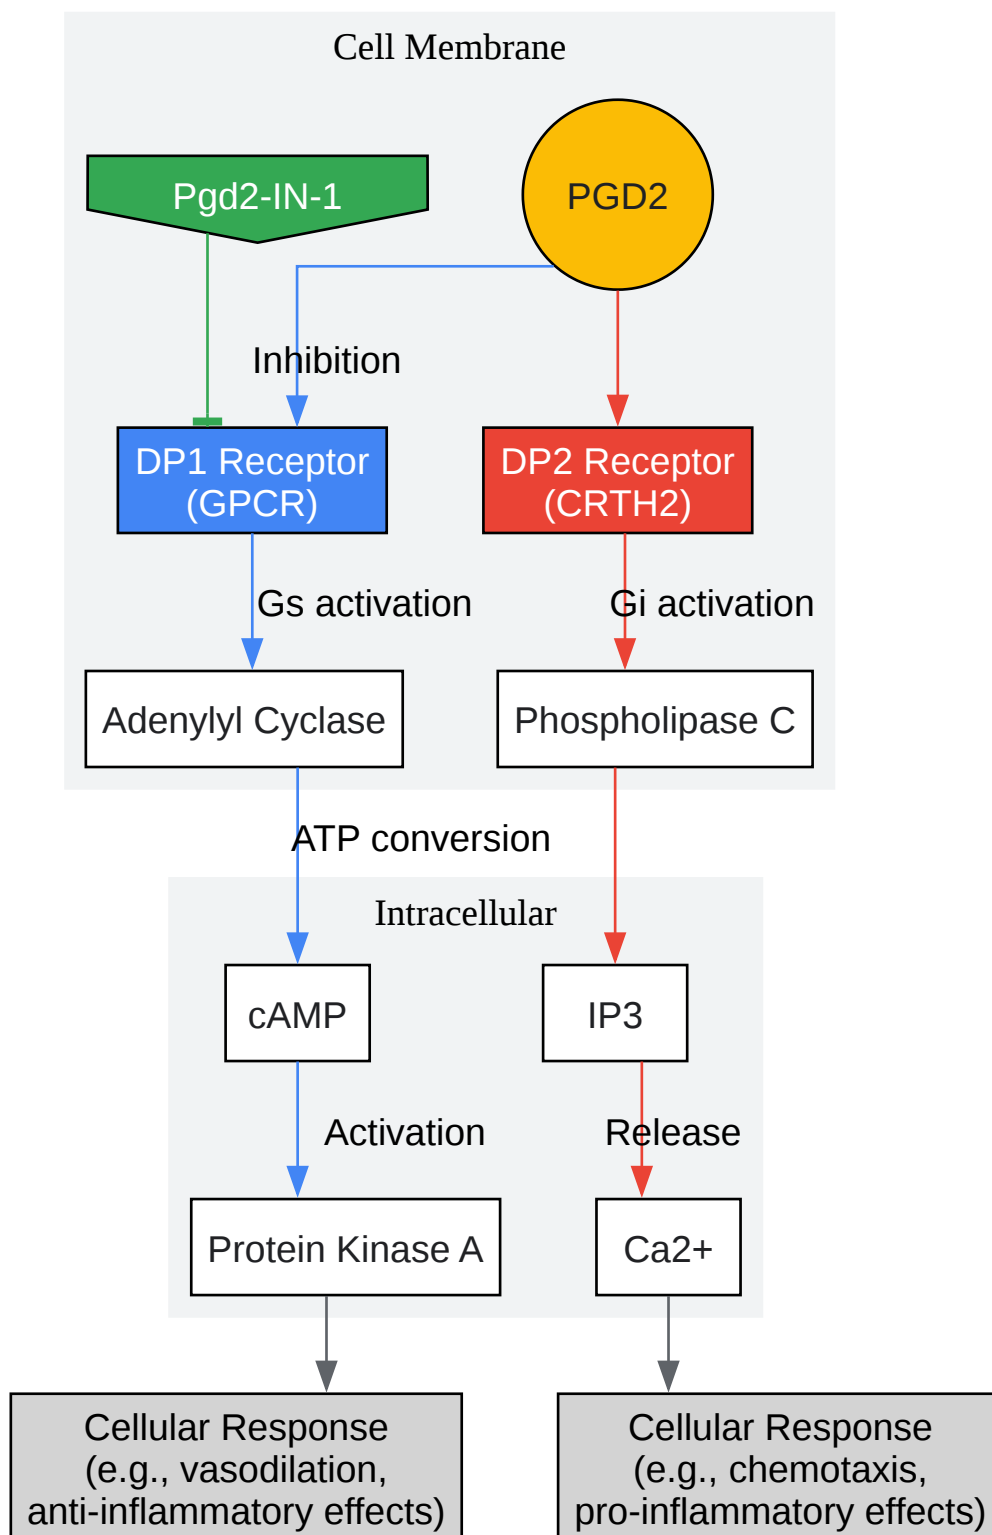 Cell Membrane
Pgd2-IN-1
PGD2
Inhibition
DP1 Receptor
(GPCR)
DP2 Receptor
(CRTH2)
Gs activation
Gi activation
Adenylyl Cyclase
Phospholipase C
ATP conversion
Intracellular
cAMP
IP3
Activation
Release
Protein Kinase A
Ca2+
Cellular Response
(e.g., vasodilation,
anti-inflammatory effects)
Cellular Response
(e.g., chemotaxis,
pro-inflammatory effects)